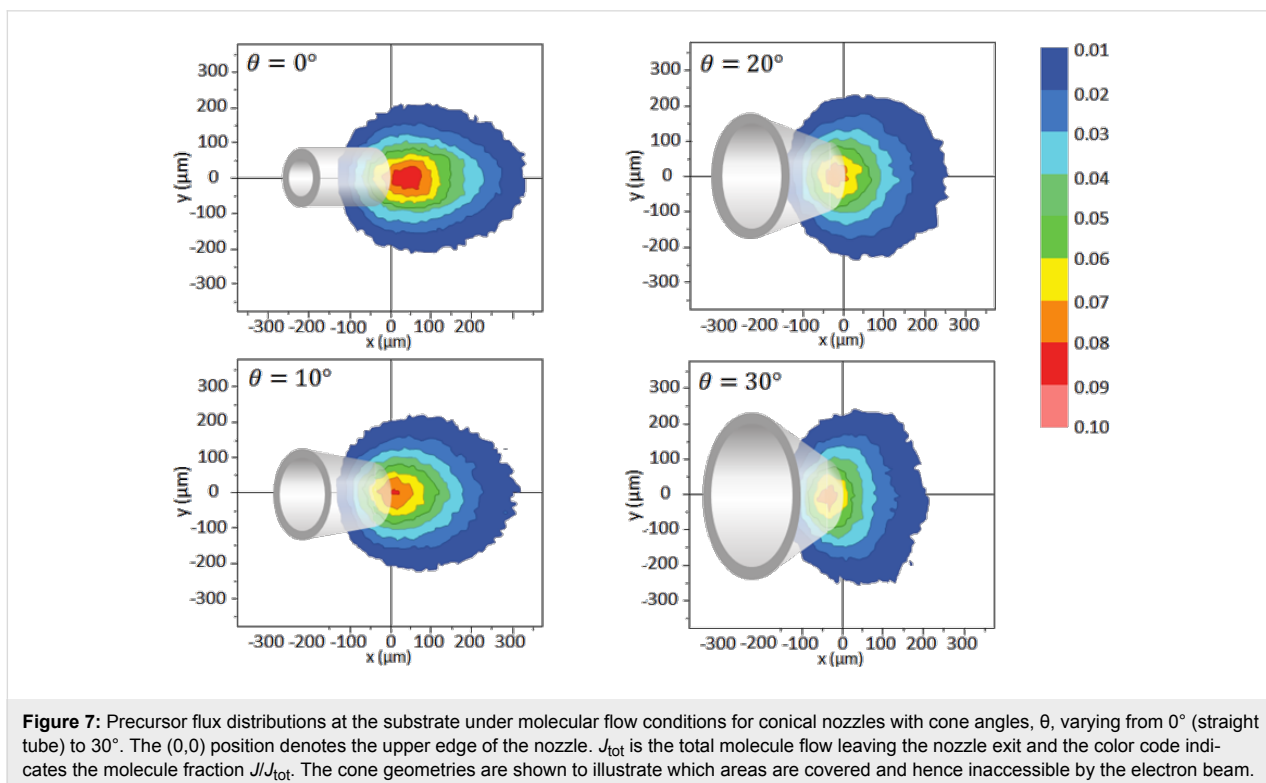 θ = 0°
300
200
100
0
-100
-200
-300
y (µm)
-300 -200 -100 0 100 200
x (µm)
θ = 20°
300
200
100
0
-100
-200
-300
y (µm)
-300 -200 -100 0 100 200 300
x (µm)
0.01
0.02
0.03
0.04
0.05
0.06
0.07
0.08
0.09
0.10
θ = 10°
300
200
100
0
-100
-200
-300
y (µm)
-300 -200 -100 0 100 200 300
x (µm)
θ = 30°
300
200
100
0
-100
-200
-300
y (µm)
-300 -200 -100 0 100 200 300
x (µm)
Figure 7: Precursor flux distributions at the substrate under molecular flow conditions for conical nozzles with cone angles, θ, varying from 0° (straight
tube) to 30°. The (0,0) position denotes the upper edge of the nozzle. Jtot is the total molecule flow leaving the nozzle exit and the color code indi-
cates the molecule fraction J/Jtot. The cone geometries are shown to illustrate which areas are covered and hence inaccessible by the electron beam.